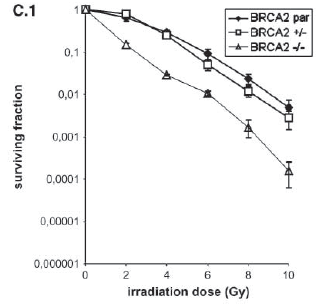 C.1
BRCA2 par
BRCA2 +/-
BRCA2 -/-
surviving fraction
1
0,1
0,01
0,001
0,0001
0,00001
0,000001
0 2 4 6 8 10
irradiation dose (Gy)